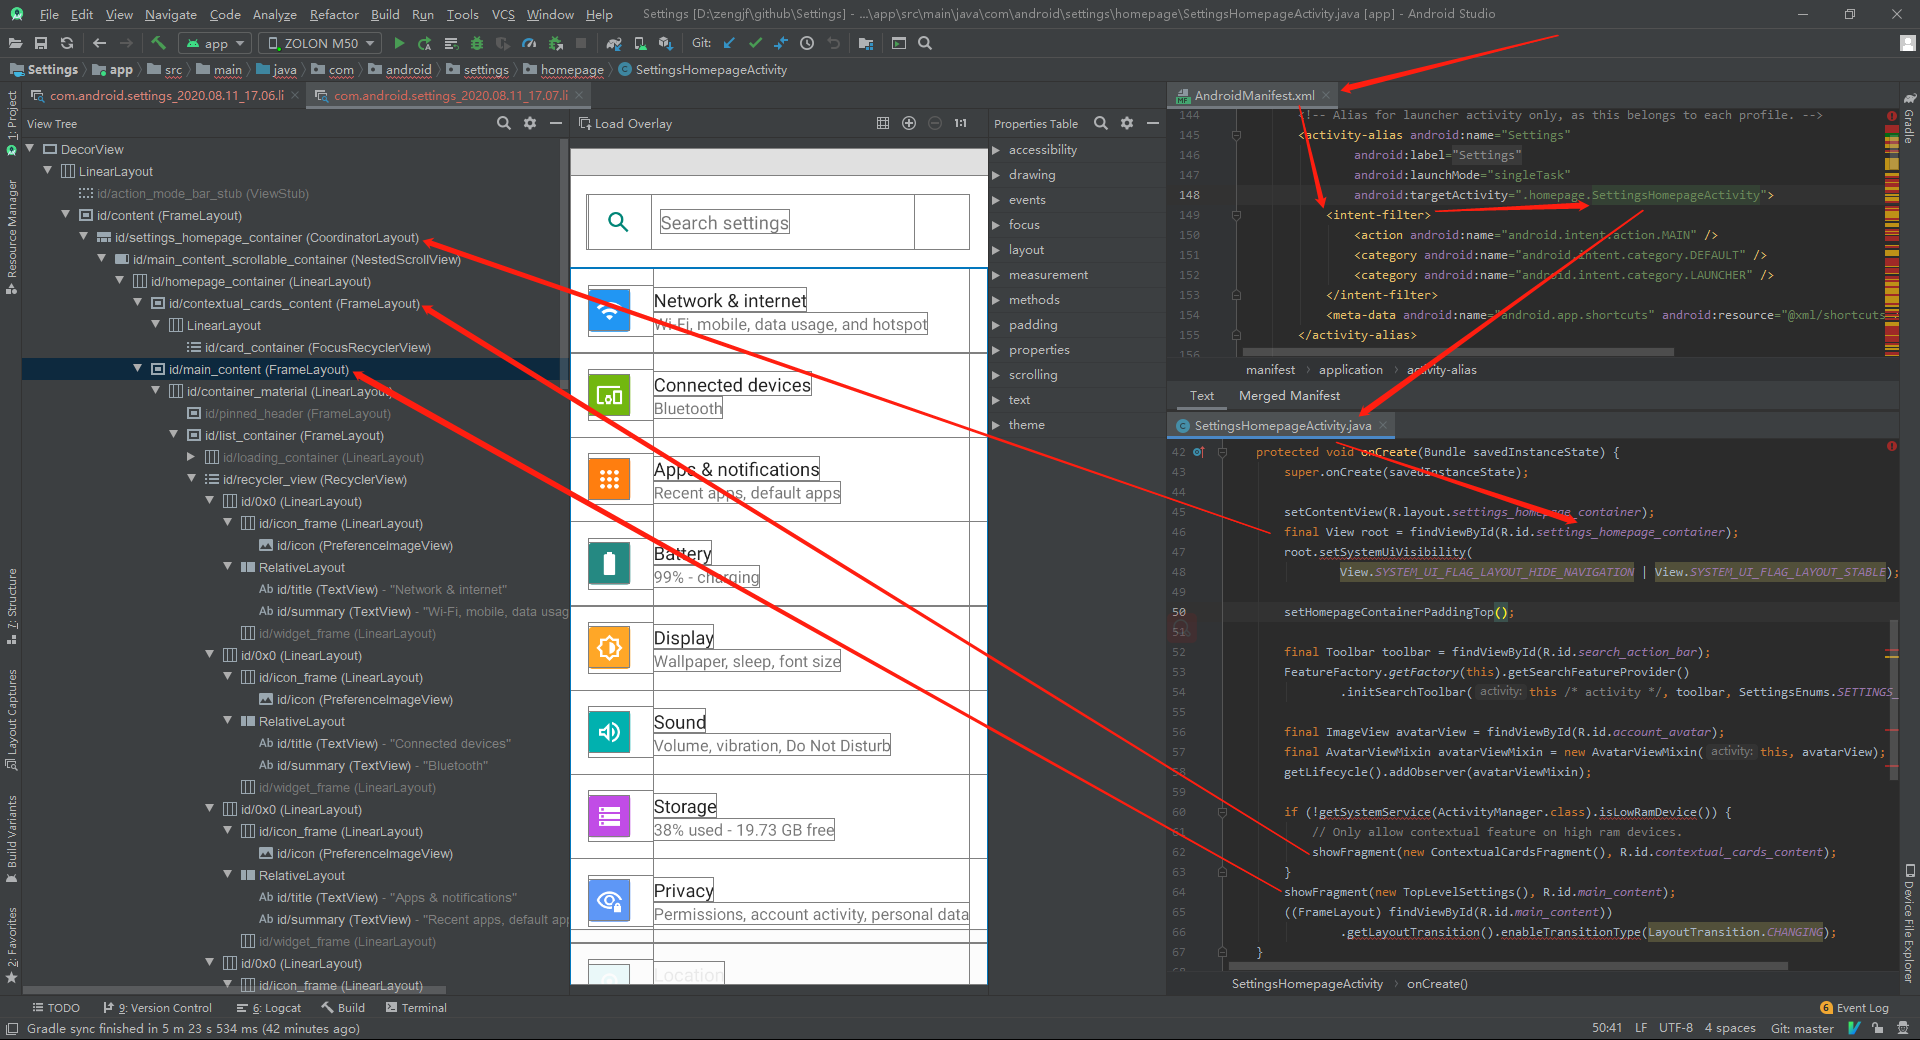 File Edit View Navigate Code Analyze Refactor Build Run Tools VCS Window Help Settings [D:\zengjf\github\Settings] - ...\app\src\main\java\com\android\settings\homepage\SettingsHomepageActivity.java [app] - Android Studio
app ZOLON M50 Git:
Settings app src main java com android settings homepage SettingsHomepageActivity
com.android.settings_2020.08.11_17.06.li com.android.settings_2020.08.11_17.07.li
View Tree
DecorView
LinearLayout
id/action_mode_bar_stub (ViewStub)
id/content (FrameLayout)
id/settings_homepage_container (CoordinatorLayout)
id/main_content_scrollable_container (NestedScrollView)
id/homepage_container (LinearLayout)
id/contextual_cards_content (FrameLayout)
LinearLayout
id/card_container (FocusRecyclerView)
id/main_content (FrameLayout)
id/container_material (LinearLayout)
id/pinned_header (FrameLayout)
id/list_container (FrameLayout)
id/loading_container (LinearLayout)
id/recycler_view (RecyclerView)
id/0x0 (LinearLayout)
id/icon_frame (LinearLayout)
id/icon (PreferenceImageView)
RelativeLayout
Ab id/title (TextView) - "Network & internet"
Ab id/summary (TextView) - "Wi-Fi, mobile, data usag
id/widget_frame (LinearLayout)
id/0x0 (LinearLayout)
id/icon_frame (LinearLayout)
id/icon (PreferenceImageView)
RelativeLayout
Ab id/title (TextView) - "Connected devices"
Ab id/summary (TextView) - "Bluetooth"
id/widget_frame (LinearLayout)
id/0x0 (LinearLayout)
id/icon_frame (LinearLayout)
id/icon (PreferenceImageView)
RelativeLayout
Ab id/title (TextView) - "Apps & notifications"
Ab id/summary (TextView) - "Recent apps, default app
id/widget_frame (LinearLayout)
id/0x0 (LinearLayout)
id/icon_frame (LinearLayout)
Load Overlay 1:1
Search settings
Network & internet
Wi-Fi, mobile, data usage, and hotspot
Connected devices
Bluetooth
Apps & notifications
Recent apps, default apps
Battery
99% - charging
Display
Wallpaper, sleep, font size
Sound
Volume, vibration, Do Not Disturb
Storage
38% used - 19.73 GB free
Privacy
Permissions, account activity, personal data
Location
Properties Table
accessibility
drawing
events
focus
layout
measurement
methods
padding
properties
scrolling
text
theme
AndroidManifest.xml
144 <!-- Alias for launcher activity only, as this belongs to each profile. -->
145 <activity-alias android:name="Settings"
146 android:label="Settings"
147 android:launchMode="singleTask"
148 android:targetActivity=".homepage.SettingsHomepageActivity">
149 <intent-filter>
150 <action android:name="android.intent.action.MAIN" />
151 <category android:name="android.intent.category.DEFAULT" />
152 <category android:name="android.intent.category.LAUNCHER" />
153 </intent-filter>
154 <meta-data android:name="android.app.shortcuts" android:resource="@xml/shortcuts
155 </activity-alias>
156
manifest application activity-alias
Text Merged Manifest
SettingsHomepageActivity.java
42 protected void onCreate(Bundle savedInstanceState) {
43 super.onCreate(savedInstanceState);
44
45 setContentView(R.layout.settings_homepage_container);
46 final View root = findViewById(R.id.settings_homepage_container);
47 root.setSystemUiVisibility(
48 View.SYSTEM_UI_FLAG_LAYOUT_HIDE_NAVIGATION | View.SYSTEM_UI_FLAG_LAYOUT_STABLE);
49
50 setHomepageContainerPaddingTop();
51
52 final Toolbar toolbar = findViewById(R.id.search_action_bar);
53 FeatureFactory.getFactory(this).getSearchFeatureProvider()
54 .initSearchToolbar( activity: this /* activity */, toolbar, SettingsEnums.SETTINGS_
55
56 final ImageView avatarView = findViewById(R.id.account_avatar);
57 final AvatarViewMixin avatarViewMixin = new AvatarViewMixin( activity: this, avatarView);
58 getLifecycle().addObserver(avatarViewMixin);
59
60 if (!getSystemService(ActivityManager.class).isLowRamDevice()) {
61 // Only allow contextual feature on high ram devices.
62 showFragment(new ContextualCardsFragment(), R.id.contextual_cards_content);
63 }
64 showFragment(new TopLevelSettings(), R.id.main_content);
65 ((FrameLayout) findViewById(R.id.main_content))
66 .getLayoutTransition().enableTransitionType(LayoutTransition.CHANGING);
67 }
SettingsHomepageActivity onCreate()
1: Project
Resource Manager
7: Structure
Layout Captures
Build Variants
2: Favorites
Gradle
Device File Explorer
TODO 9: Version Control 6: Logcat Build Terminal 6 Event Log
Gradle sync finished in 5 m 23 s 534 ms (42 minutes ago) 50:41 LF UTF-8 4 spaces Git: master